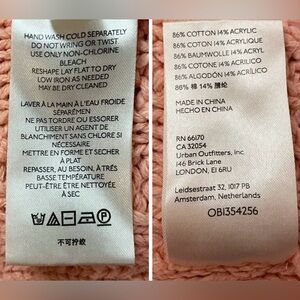 HAND WASH COLD SEPARATELY
DO NOT WRING OR TWIST
USE ONLY NON-CHLORINE
BLEACH
RESHAPE LAY FLAT TO DRY
LOW IRON AS NEEDED
MAY BE DRY CLEANED
LAVER À LA MAIN À L'EAU FROIDE
SÉPARÉMEN
NE PAS TORDRE OU ESSORER
UTILISER UN AGENT DE
BLANCHIMENT SANS CHLORE SI
NÉCESSAIRE
METTRE EN FORME ET SECHER
À PLAT
REPASSER, AU BESOIN, À TRÈS
BASSE TEMPÉRATURE
PEUT-ÊTRE ÊTRE NETTOYÉE
À SEC
不可拧绞
86% COTTON 14% ACRYLIC
86% COTON 14% ACRYLIQUE
86% BAUMWOLLE 14% ACRYL
86% COTONE 14% ACRILICO
86% ALGODÓN 14% ACRÍLICO
86% 棉 14% 腈纶
MADE IN CHINA
HECHO EN CHINA
RN 66170
CA 32054
Urban Outfitters, Inc
146 Brick Lane
LONDON, E1 6RU
Leidsestraat 32, 1017 PB
Amsterdam, Netherlands
OB1354256